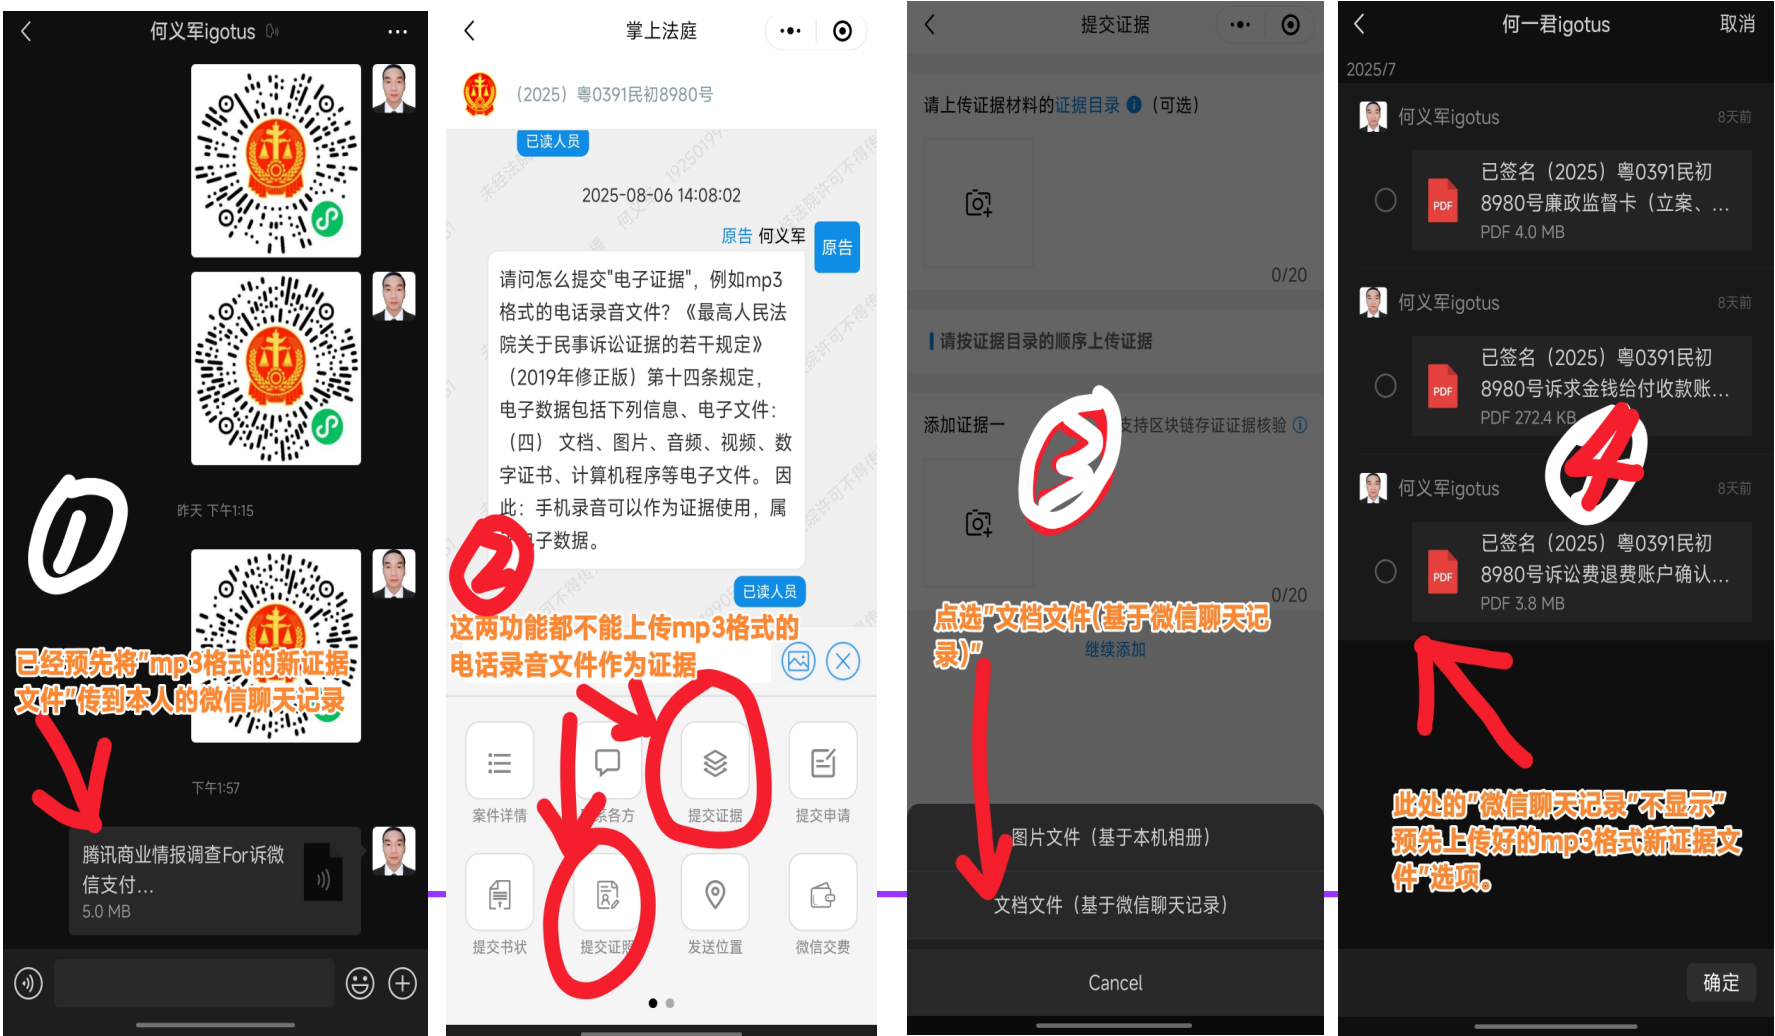 何义军igotus
昨天 下午1:15
①
已经预先将"mp3格式的新证据
文件"传到本人的微信聊天记录
下午1:57
腾讯商业情报调查For诉微
信支付...
5.0 MB
掌上法庭
（2025）粤0391民初8980号
已读人员
2025-08-06 14:08:02
原告 何义军
原告
请问怎么提交"电子证据"，例如mp3
格式的电话录音文件？《最高人民法
院关于民事诉讼证据的若干规定》
（2019年修正版）第十四条规定，
电子数据包括下列信息、电子文件：
（四） 文档、图片、音频、视频、数
字证书、计算机程序等电子文件。 因
此：手机录音可以作为证据使用，属
电子数据。
②
已读人员
这两功能都不能上传mp3格式的
电话录音文件作为证据
案件详情
系各方
提交证据
提交申请
提交书状
提交证照
发送位置
微信交费
提交证据
请上传证据材料的证据目录 （可选）
0/20
请按证据目录的顺序上传证据
③
添加证据一
支持区块链存证证据核验
0/20
点选"文档文件(基于微信聊天记
录)"
继续添加
图片文件（基于本机相册）
文档文件（基于微信聊天记录）
Cancel
何一君igotus
取消
2025/7
何义军igotus
8天前
已签名（2025）粤0391民初
8980号廉政监督卡（立案、...
PDF
PDF 4.0 MB
何义军igotus
8天前
已签名（2025）粤0391民初
8980号诉求金钱给付收款账...
PDF
PDF 272.4 KB
④
何义军igotus
8天前
已签名（2025）粤0391民初
8980号诉讼费退费账户确认...
PDF
PDF 3.8 MB
此处的"微信聊天记录"不显示"
预先上传好的mp3格式新证据文
件"选项。
确定